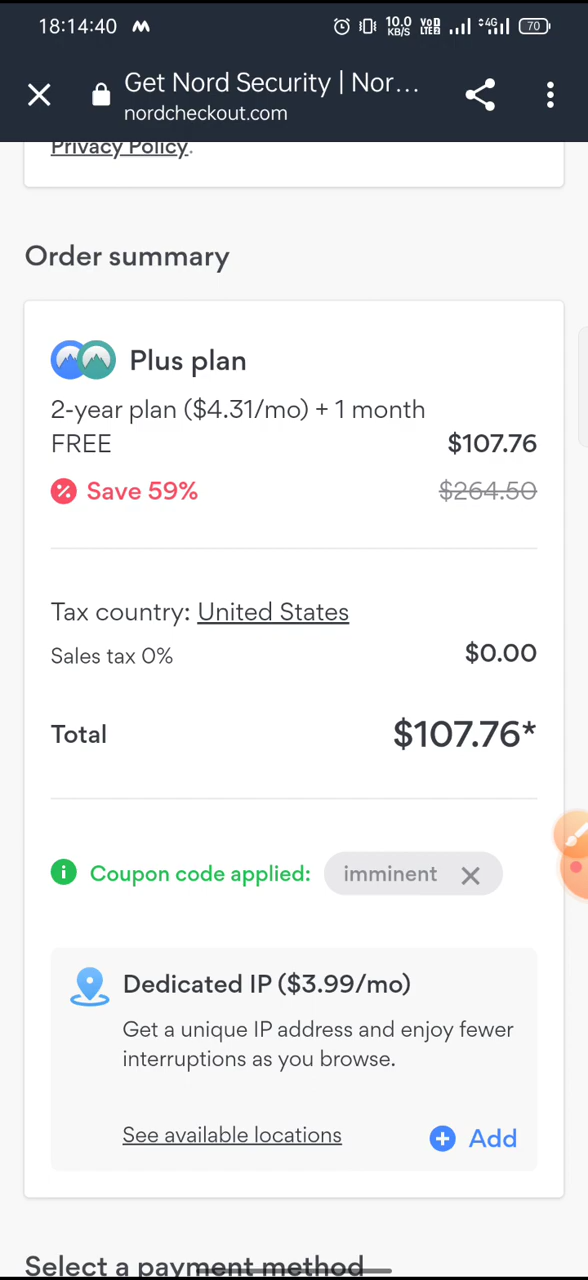 18:14:40
10.0
KB/S
VoD
LTE2
4G
70
Get Nord Security | Nor...
nordcheckout.com
Privacy Policy.
Order summary
Plus plan
2-year plan ($4.31/mo) + 1 month
FREE
$107.76
Save 59%
$264.50
Tax country: United States
Sales tax 0%
$0.00
Total
$107.76*
Coupon code applied:
imminent
Dedicated IP ($3.99/mo)
Get a unique IP address and enjoy fewer
interruptions as you browse.
See available locations
Add
Select a payment method